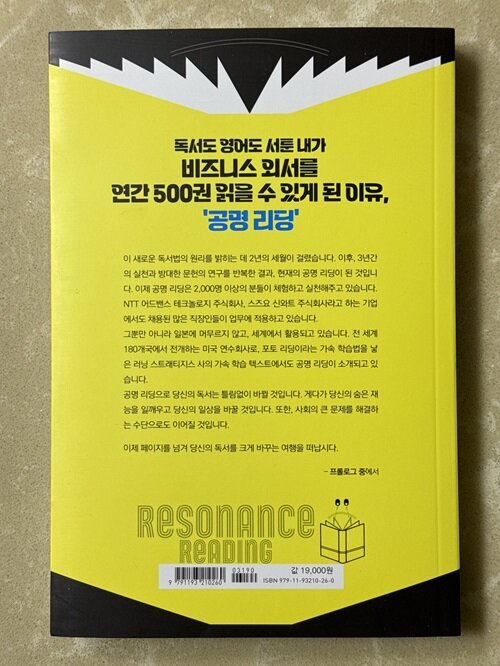 독서도 영어도 서툰 내가
비즈니스 외서를
연간 500권 읽을 수 있게 된 이유,
'공명 리딩'
이 새로운 독서법의 원리를 밝히는 데 2년의 세월이 걸렸습니다. 이후, 3년간
의 실천과 방대한 문헌의 연구를 반복한 결과, 현재의 공명 리딩이 된 것입니
다. 이제 공명 리딩은 2,000명 이상의 분들이 체험하고 실천해주고 있습니다.
NTT 어드밴스 테크놀로지 주식회사, 스즈요 신와트 주식회사라고 하는 기업
에서도 채용된 많은 직장인들이 업무에 적용하고 있습니다.
그뿐만 아니라 일본에 머무르지 않고, 세계에서 활용되고 있습니다. 전 세계
180개국에서 전개하는 미국 연수회사로, 포토 리딩이라는 가속 학습법을 낳
은 러닝 스트래티지스 사의 가속 학습 텍스트에서도 공명 리딩이 소개되고 있
습니다.
공명 리딩으로 당신의 독서는 틀림없이 바뀔 것입니다. 게다가 당신의 숨은 재
능을 일깨우고 당신의 일상을 바꿀 것입니다. 또한, 사회의 큰 문제를 해결하
는 수단으로도 이어질 것입니다.
이제 페이지를 넘겨 당신의 독서를 크게 바꾸는 여행을 떠납시다.
– 프롤로그 중에서
RESONANCE
READING
03190
9 791193 210260
값 19,000원
ISBN 979-11-93210-26-0